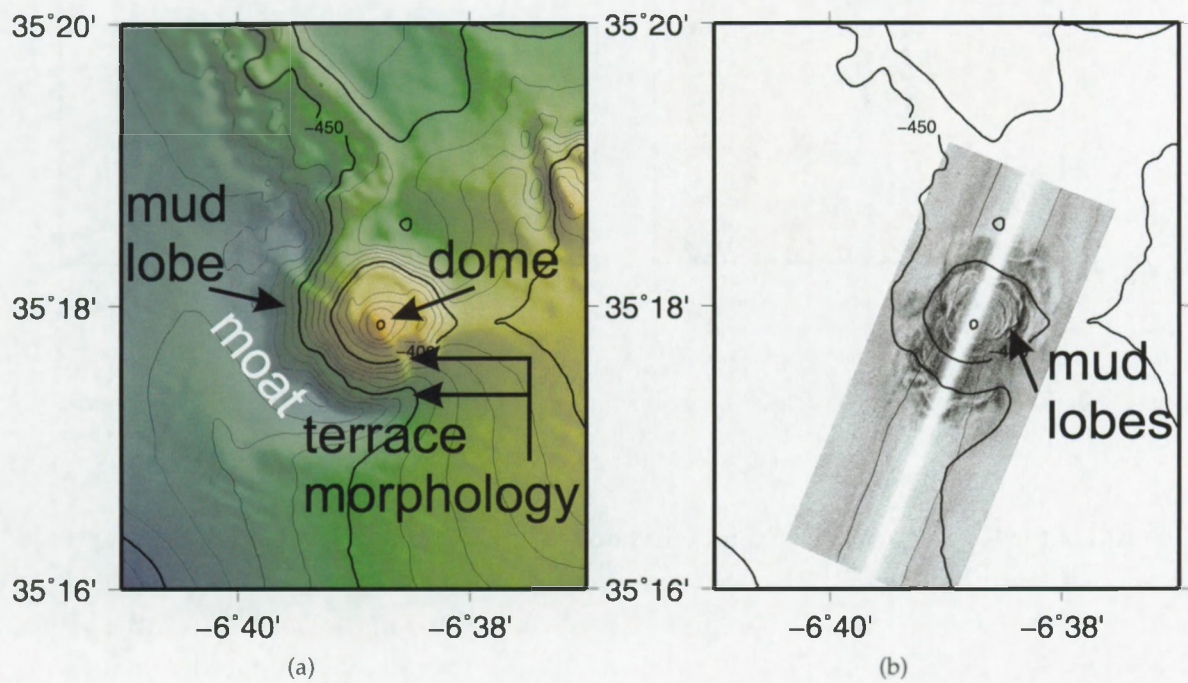 35˚20'
-450
mud
lobe
dome
35˚18'
-400
moat
terrace
morphology
35˚16'
-6˚40'
-6˚38'
(a)
35˚20'
-450
35˚18'
mud
lobes
35˚16'
-6˚40'
-6˚38'
(b)